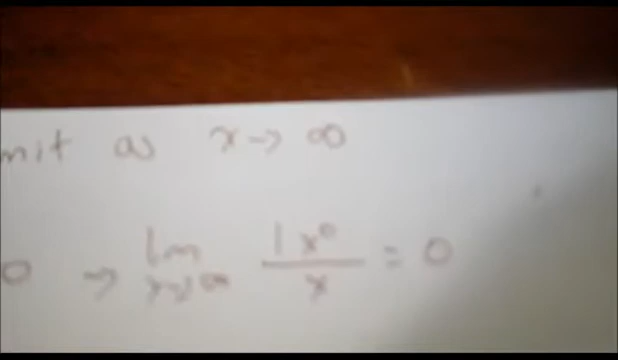 mit as x → ∞
0 → lim x→∞ 1x⁰/x = 0